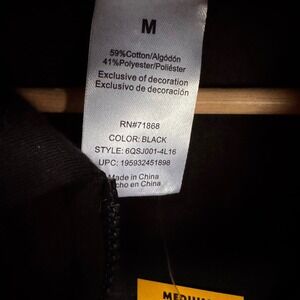 M
59%Cotton/Algodón
41%Polyester/Poliéster
Exclusive of decoration
Exclusivo de decoración
RN#71868
COLOR: BLACK
STYLE: 6QSJ001-4L16
UPC: 195932451898
Made in China
cho en China